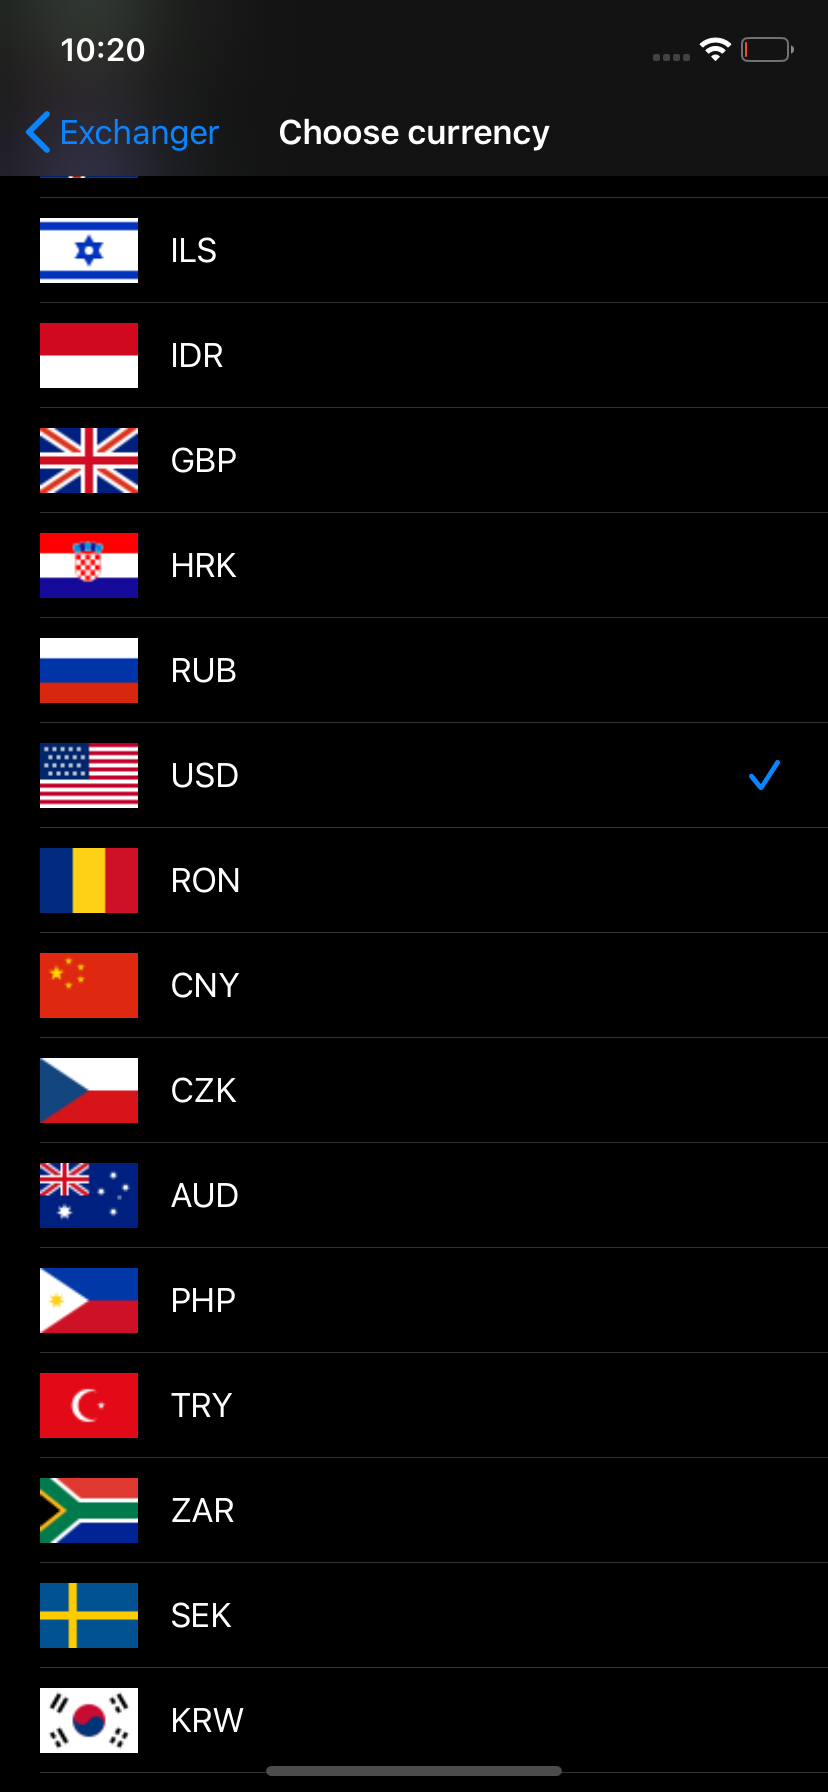 10:20
Exchanger
Choose currency
ILS
IDR
GBP
HRK
RUB
USD
RON
CNY
CZK
AUD
PHP
TRY
ZAR
SEK
KRW